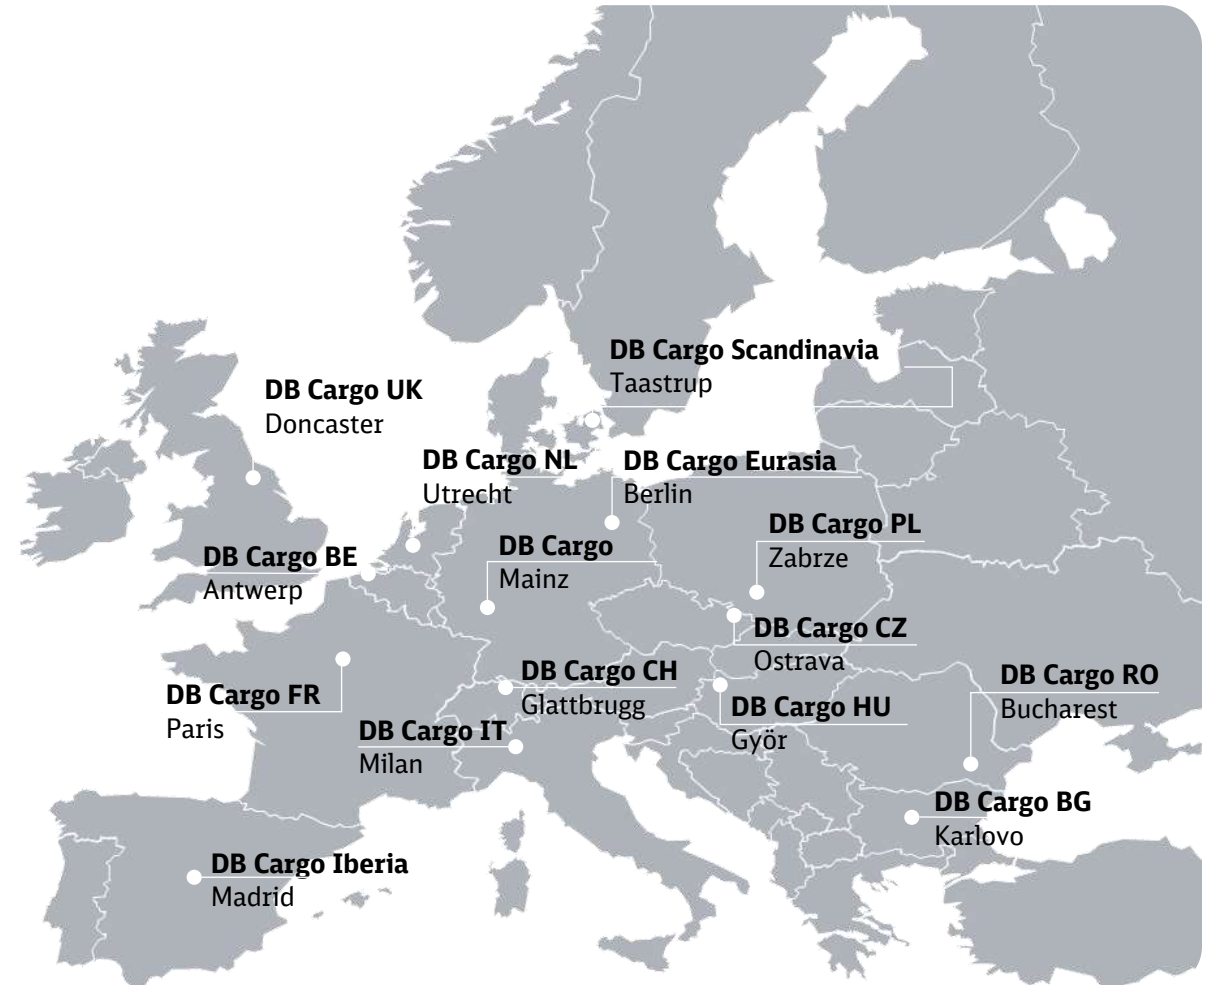 DB Cargo Scandinavia
Taastrup
DB Cargo UK
Doncaster
DB Cargo NL
Utrecht
DB Cargo Eurasia
Berlin
DB Cargo PL
Zabrze
DB Cargo BE
Antwerp
DB Cargo
Mainz
DB Cargo CZ
Ostrava
DB Cargo CH
Glattbrugg
DB Cargo RO
Bucharest
DB Cargo FR
Paris
DB Cargo HU
Györ
DB Cargo IT
Milan
DB Cargo BG
Karlovo
DB Cargo Iberia
Madrid